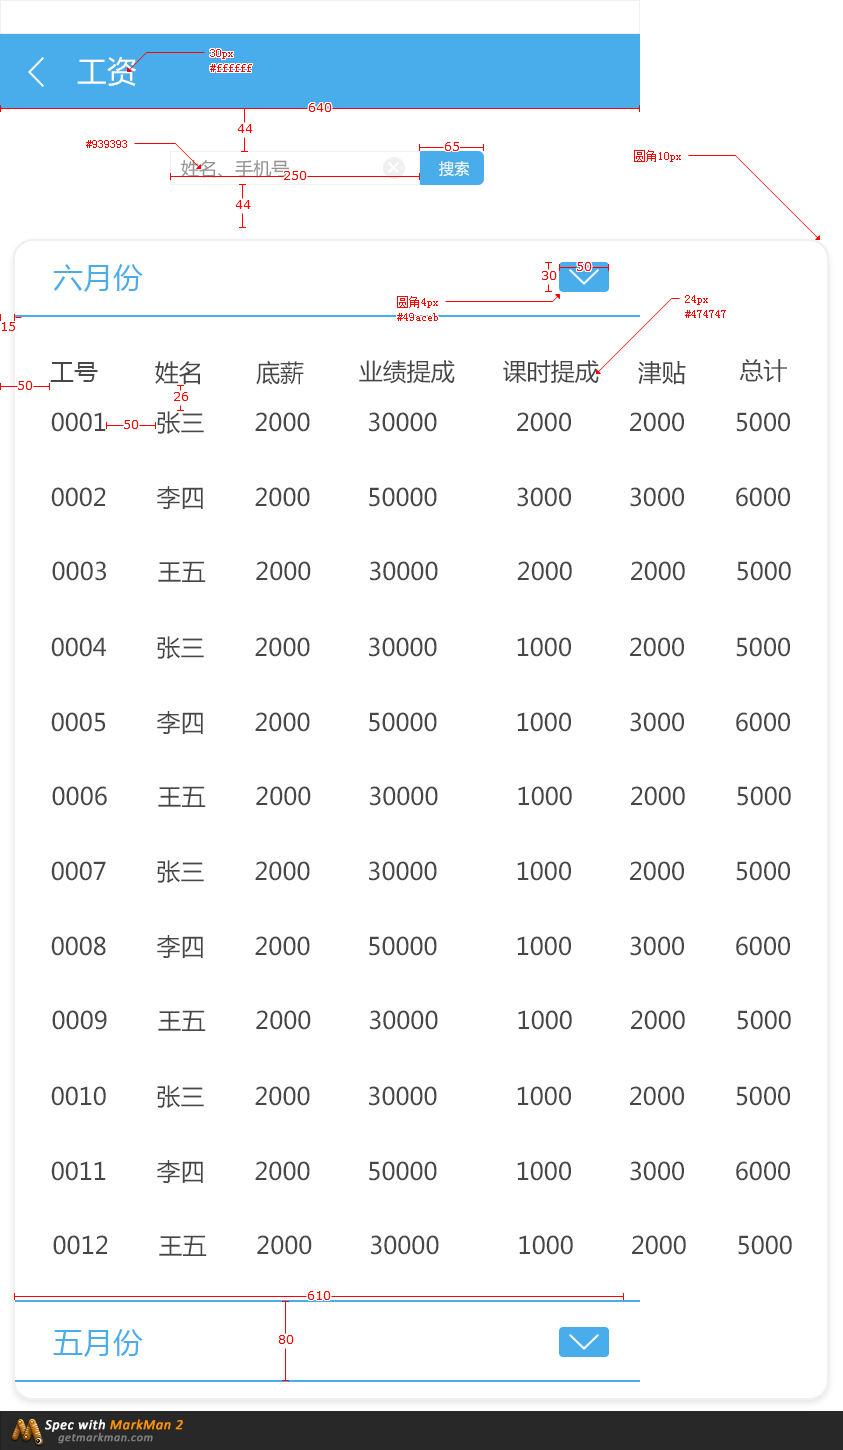 工资
30px
#ffffff
640
44
#939393
姓名、手机号
250
65
搜索
圆角10px
44
六月份
30
50
圆角4px
#49aceb
24px
#474747
15
工号 姓名 底薪 业绩提成 课时提成 津贴 总计
50
26
0001 50 张三 2000 30000 2000 2000 5000
0002 李四 2000 50000 3000 3000 6000
0003 王五 2000 30000 2000 2000 5000
0004 张三 2000 30000 1000 2000 5000
0005 李四 2000 50000 1000 3000 6000
0006 王五 2000 30000 1000 2000 5000
0007 张三 2000 30000 1000 2000 5000
0008 李四 2000 50000 1000 3000 6000
0009 王五 2000 30000 1000 2000 5000
0010 张三 2000 30000 1000 2000 5000
0011 李四 2000 50000 1000 3000 6000
0012 王五 2000 30000 1000 2000 5000
610
五月份
80
Spec with MarkMan 2
getmarkman.com